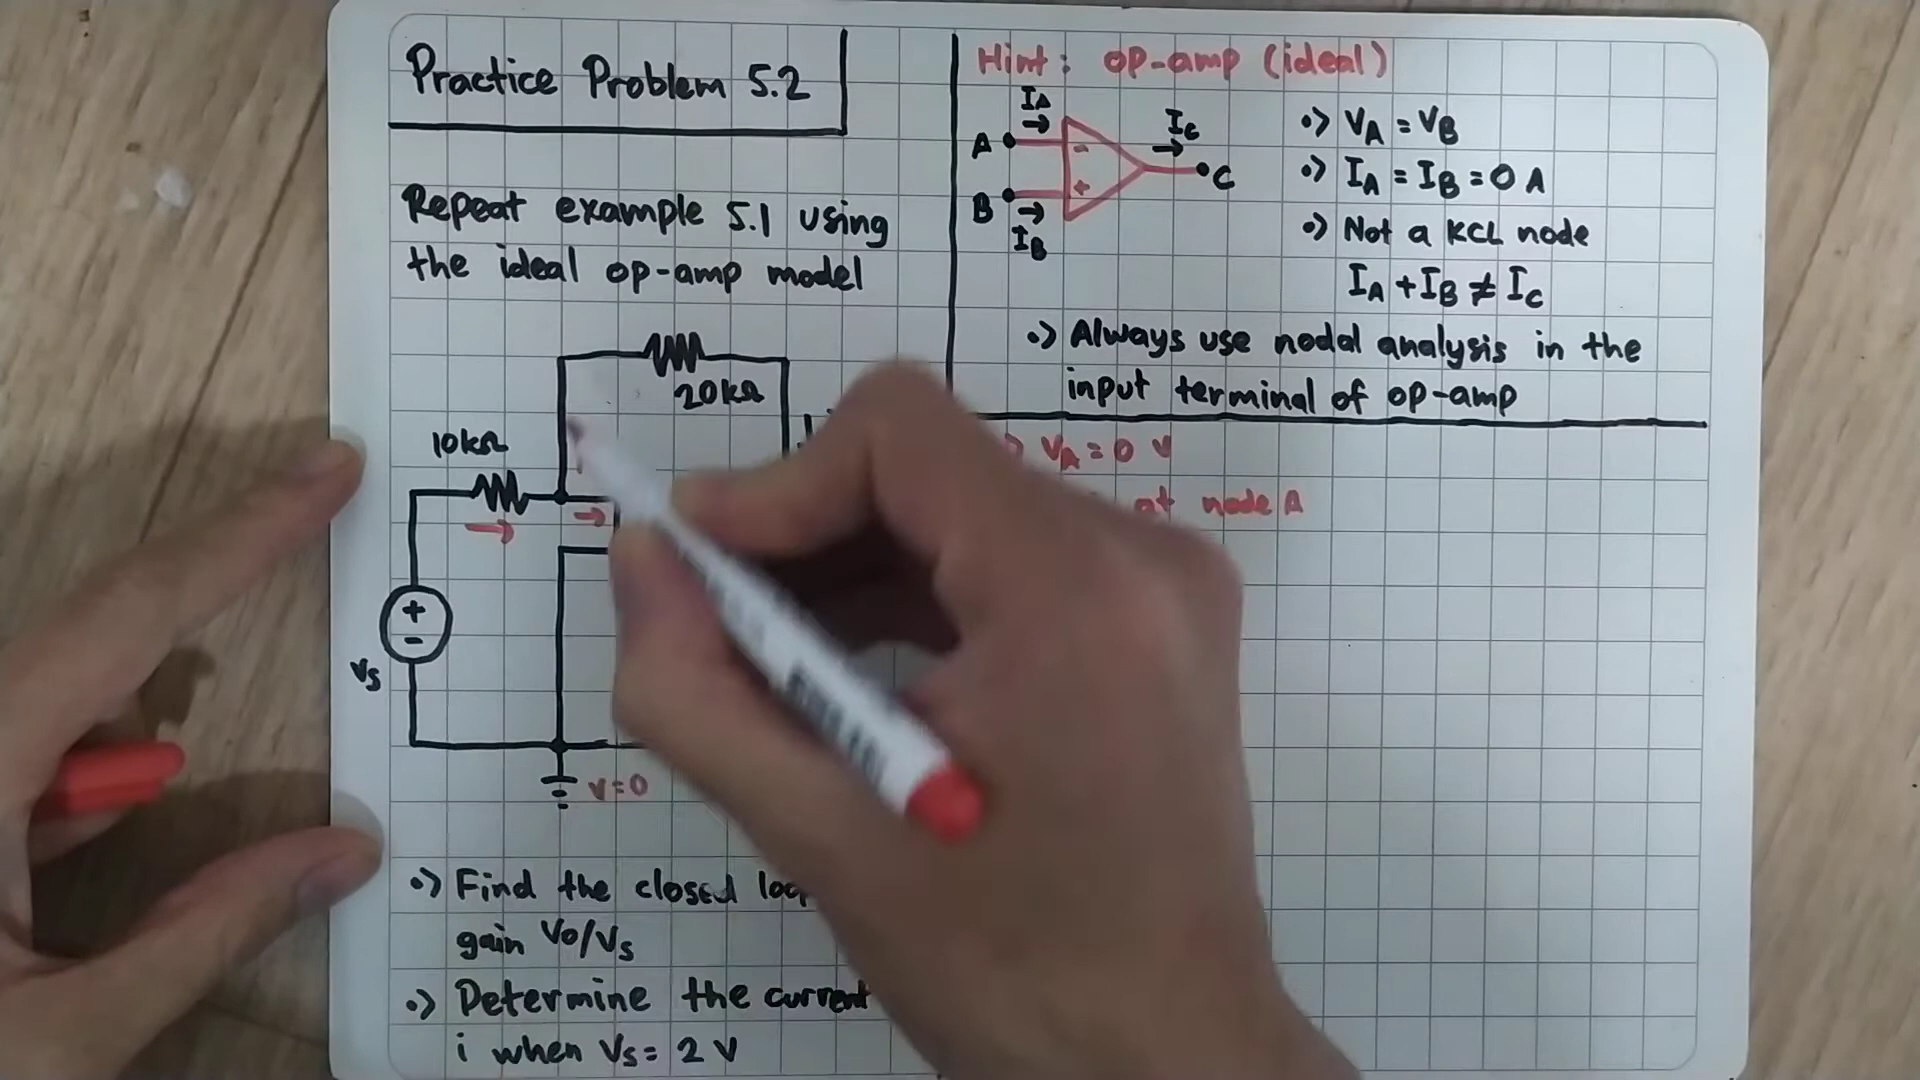 Practice Problem 5.2
Repeat example 5.1 using
the ideal op-amp model
20kΩ
10kΩ
+
-
Vs
V=0
•> Find the closed
gain Vo/Vs
•> Determine the current
i when Vs = 2 V
Hint: op-amp (ideal)
IA
A
-
IC
•C
+
B
IB
•> VA = VB
•> IA = IB = 0 A
•> Not a KCL node
IA + IB ≠ IC
•> Always use nodal analysis in the
input terminal of op-amp
VA = 0 V
at node A